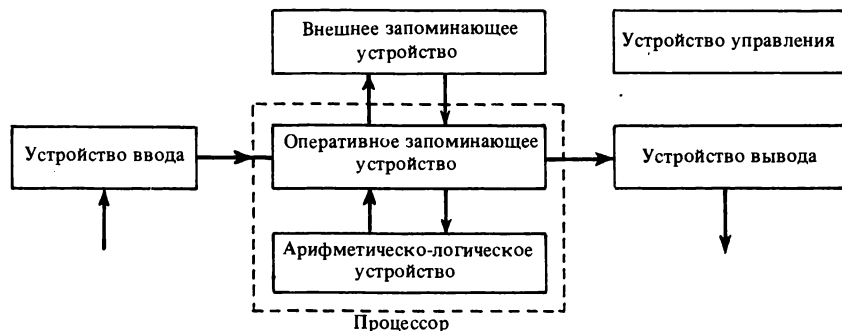 Внешнее запоминающее
устройство
Устройство управления
Устройство ввода
Оперативное запоминающее
устройство
Устройство вывода
Арифметическо-логическое
устройство
Процессор